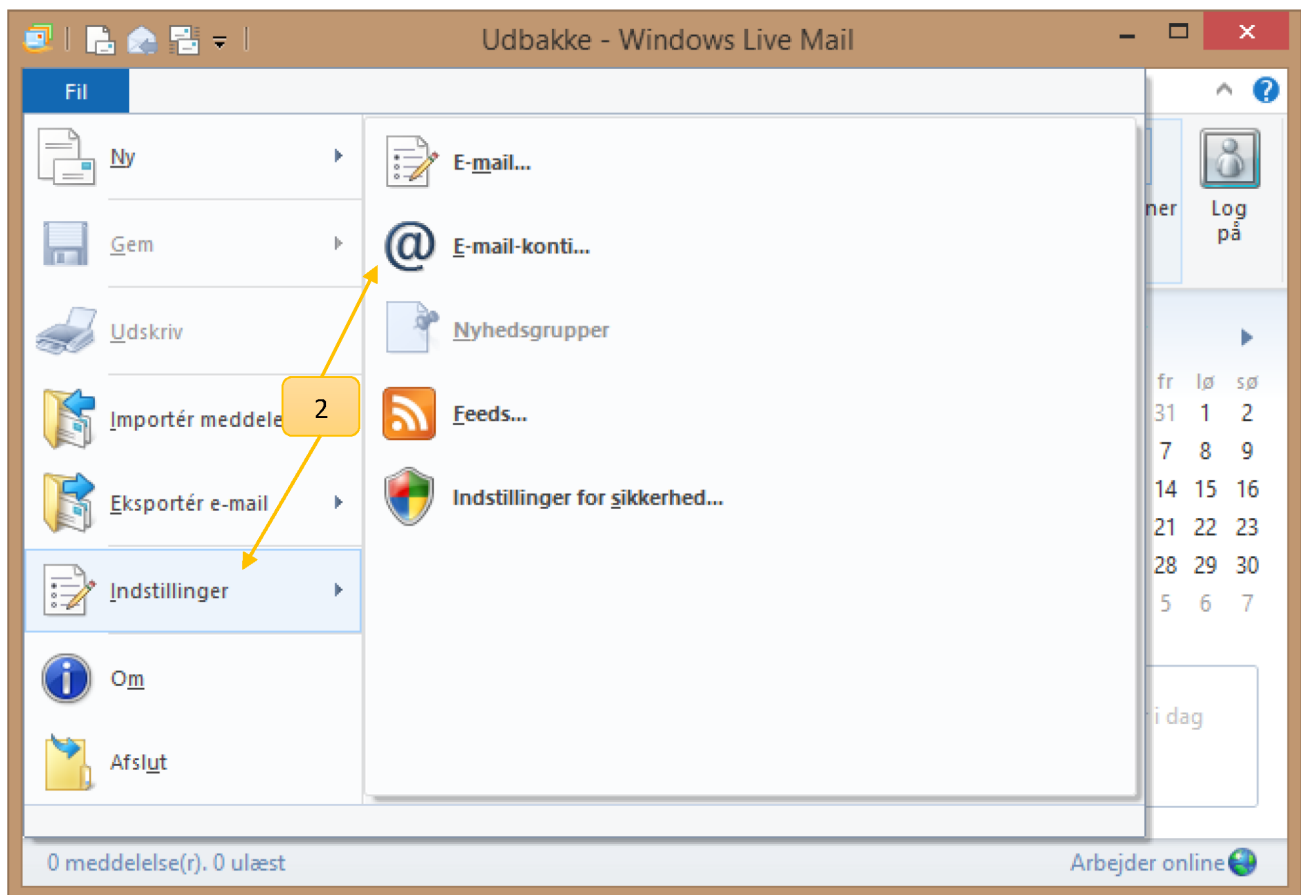 Udbakke - Windows Live Mail
Fil
Ny
Gem
Udskriv
Importér meddele
Eksportér e-mail
Indstillinger
Om
Afslut
2
E-mail...
E-mail-konti...
Nyhedsgrupper
Feeds...
Indstillinger for sikkerhed...
ner
Log
på
fr lø sø
31 1 2
7 8 9
14 15 16
21 22 23
28 29 30
5 6 7
i dag
0 meddelelse(r). 0 ulæst
Arbejder online